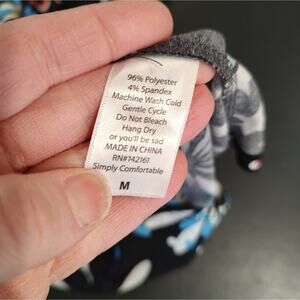 96% Polyester
4% Spandex
Machine Wash Cold
Gentle Cycle
Do Not Bleach
Hang Dry
or you'll be sad
MADE IN CHINA
RN#142161
Simply Comfortable
M